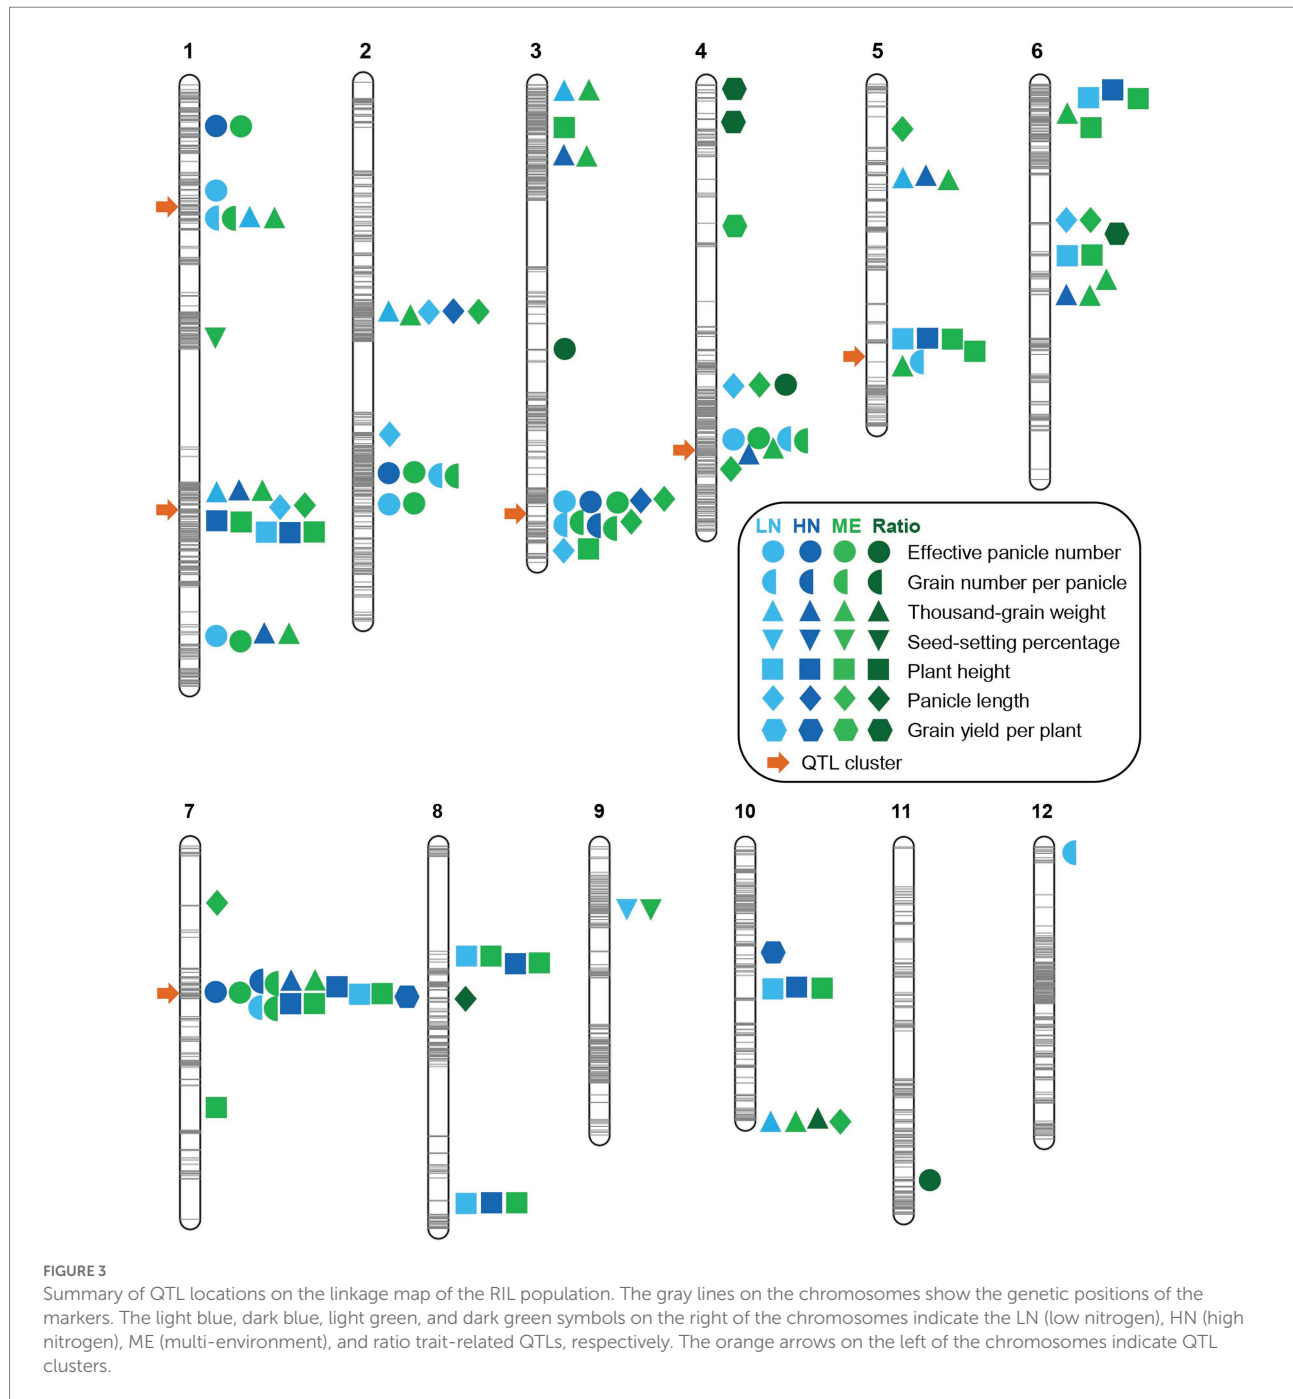 1 2 3 4 5 6
LN HN ME Ratio
Effective panicle number
Grain number per panicle
Thousand-grain weight
Seed-setting percentage
Plant height
Panicle length
Grain yield per plant
QTL cluster
7 8 9 10 11 12
FIGURE 3
Summary of QTL locations on the linkage map of the RIL population. The gray lines on the chromosomes show the genetic positions of the
markers. The light blue, dark blue, light green, and dark green symbols on the right of the chromosomes indicate the LN (low nitrogen), HN (high
nitrogen), ME (multi-environment), and ratio trait-related QTLs, respectively. The orange arrows on the left of the chromosomes indicate QTL
clusters.